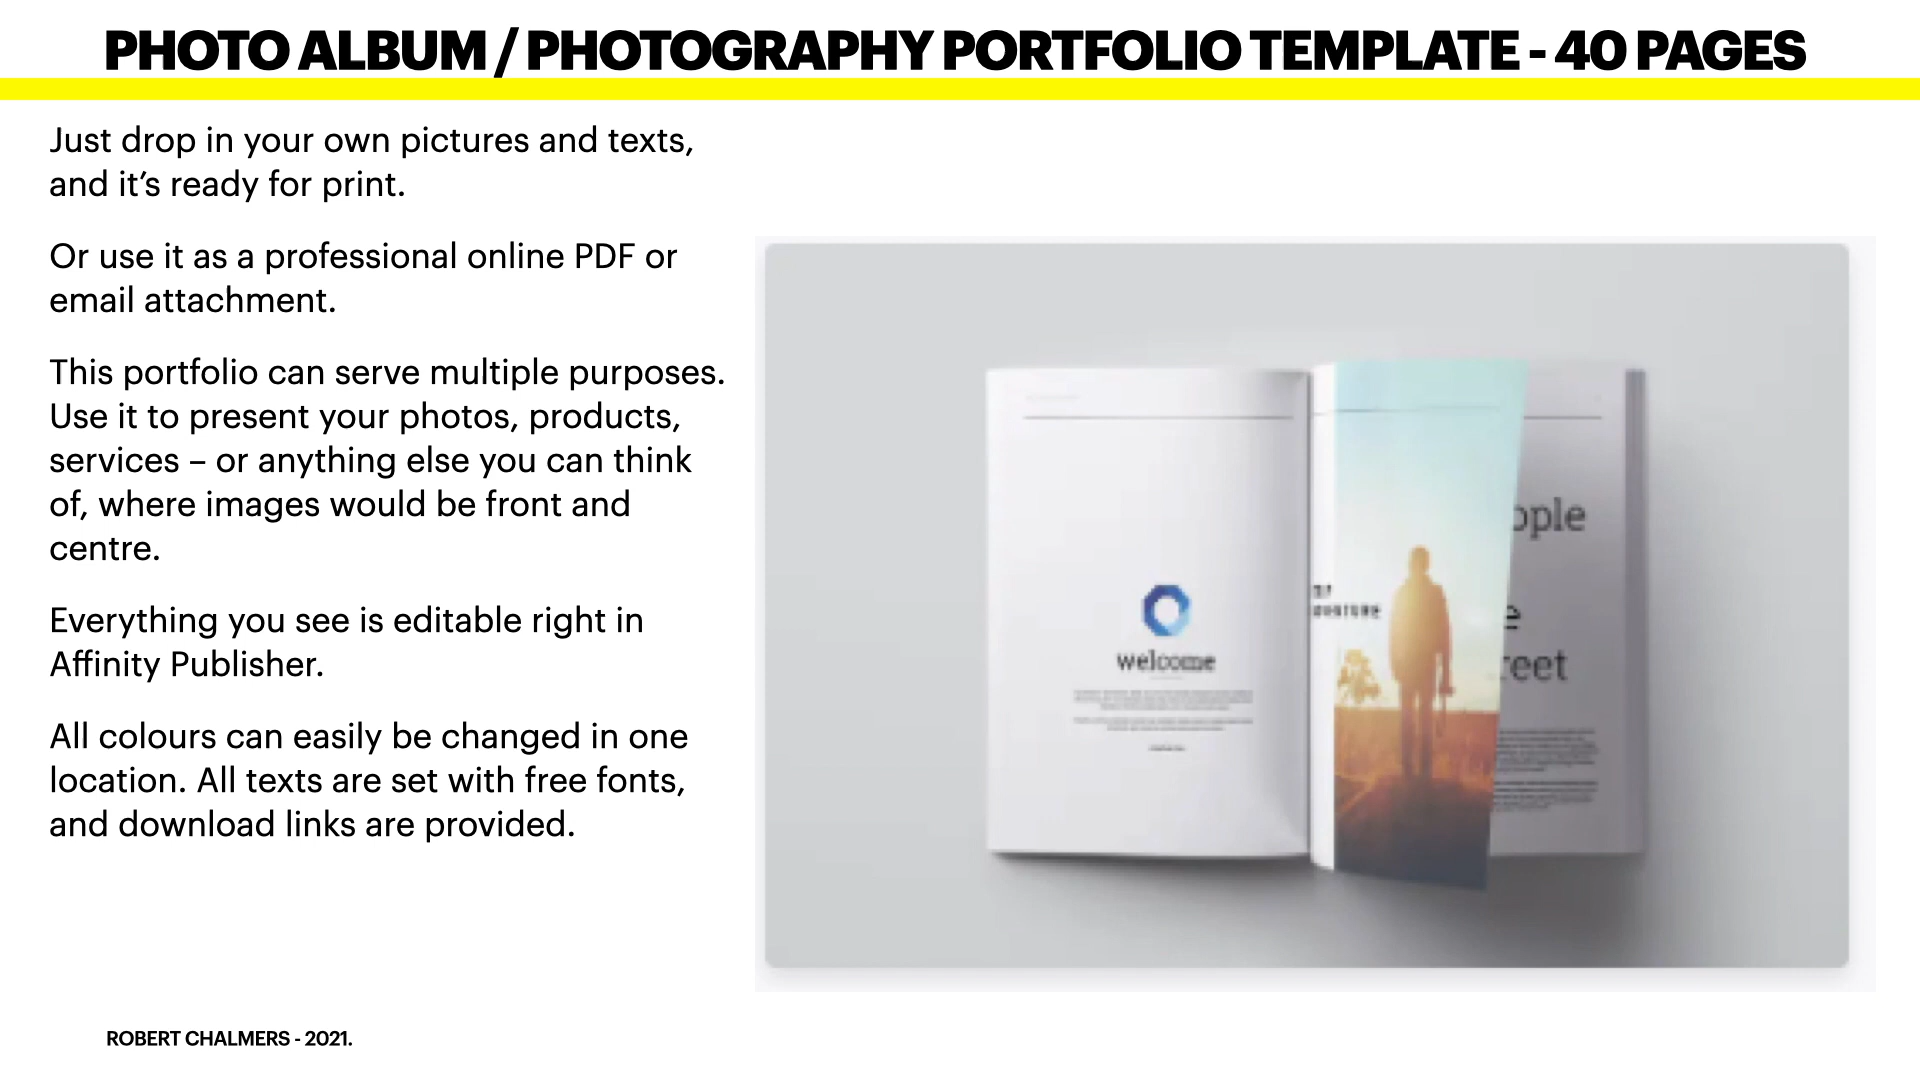 PHOTO ALBUM / PHOTOGRAPHY PORTFOLIO TEMPLATE - 40 PAGES
Just drop in your own pictures and texts,
and it’s ready for print.
Or use it as a professional online PDF or
email attachment.
This portfolio can serve multiple purposes.
Use it to present your photos, products,
services – or anything else you can think
of, where images would be front and
centre.
Everything you see is editable right in
Affinity Publisher.
All colours can easily be changed in one
location. All texts are set with free fonts,
and download links are provided.
welcome
ople
e
reet
ROBERT CHALMERS - 2021.